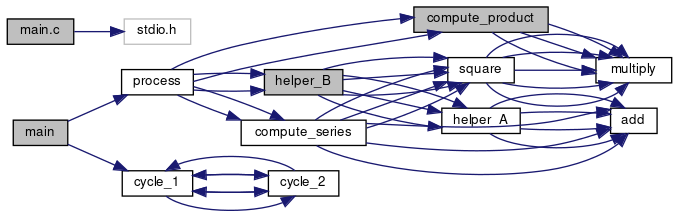 main.c
stdio.h
compute_product
process
helper_B
square
multiply
main
compute_series
helper_A
add
cycle_1
cycle_2